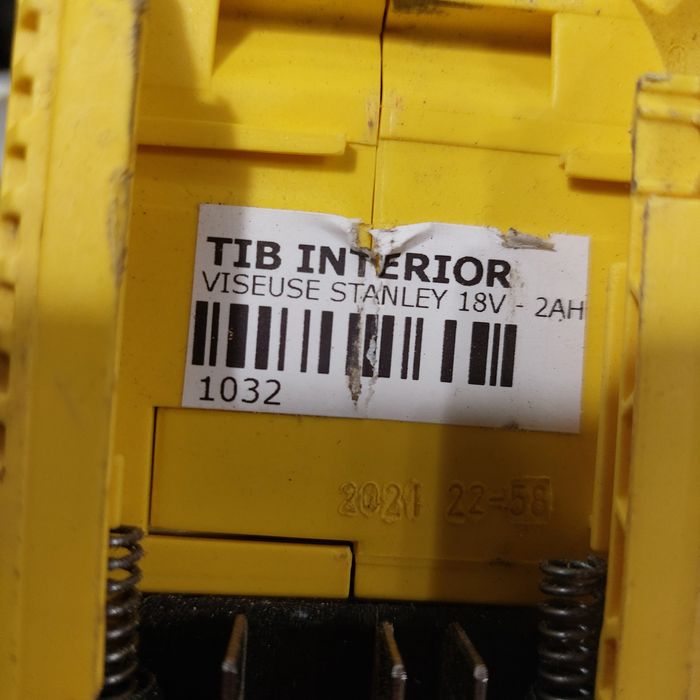 TIB INTERIOR
VISEUSE STANLEY 18V - 2AH
1032
2021 22-58